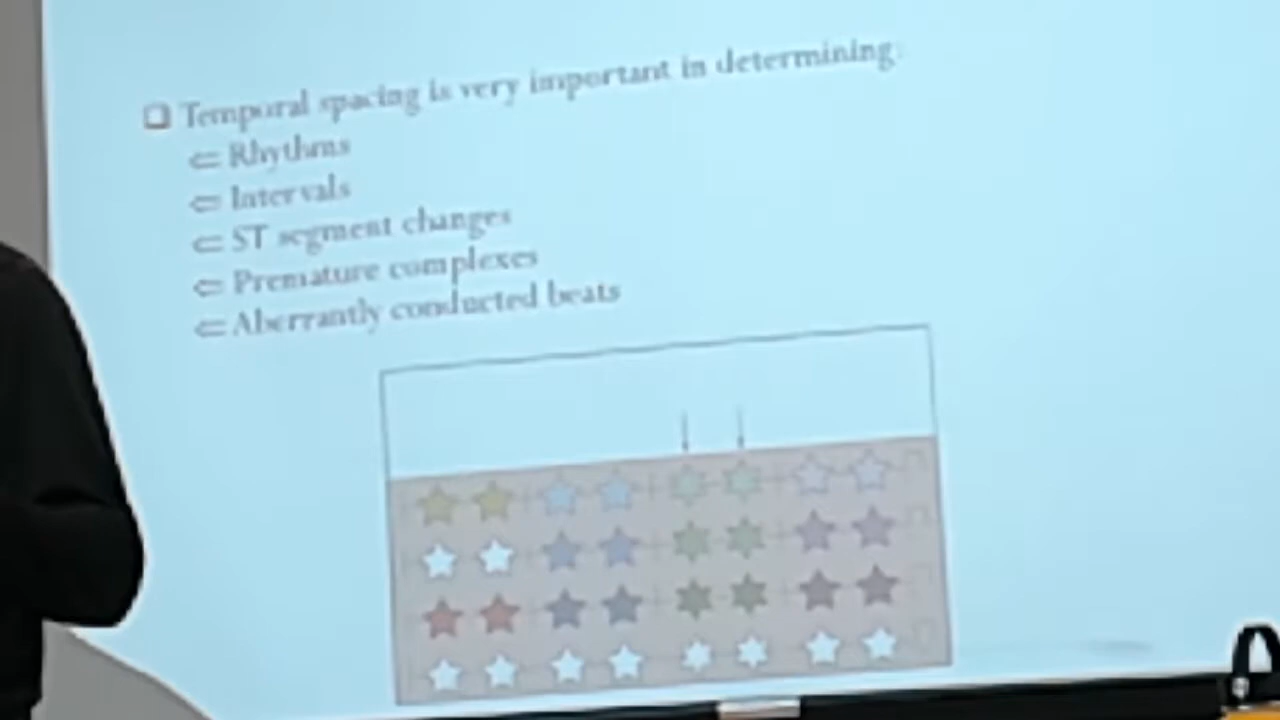 Temporal spacing is very important in determining:
Rhythms
Intervals
ST segment changes
Premature complexes
Aberrantly conducted beats